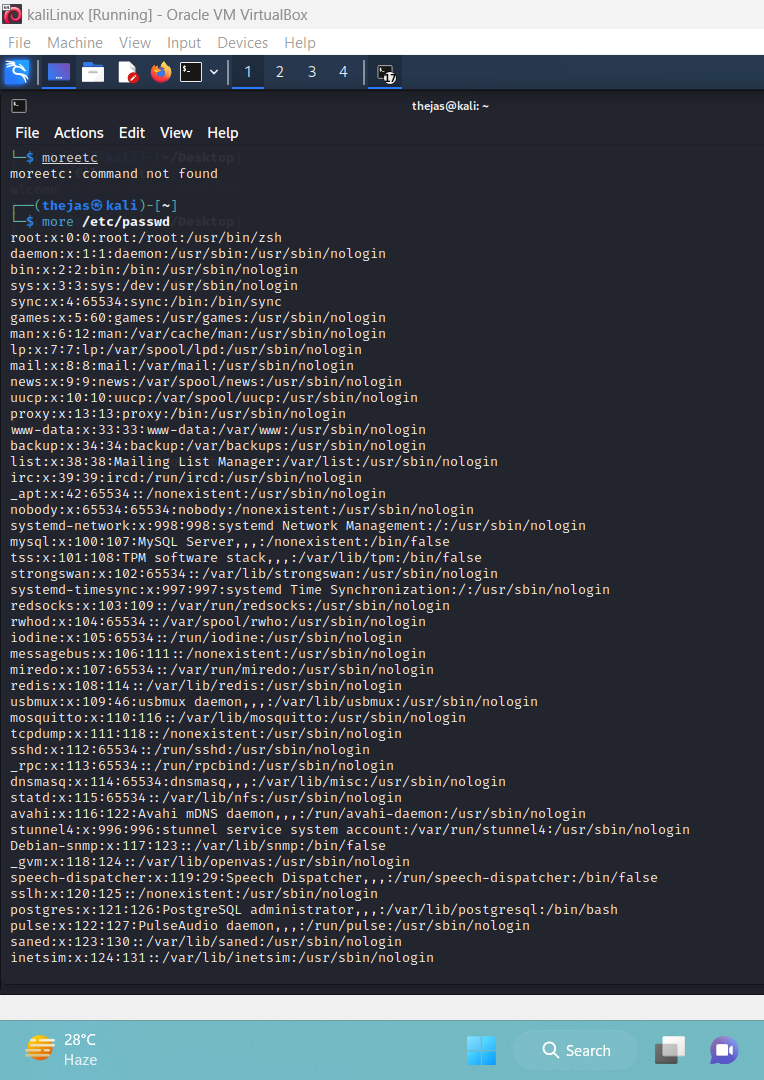 kaliLinux [Running] - Oracle VM VirtualBox
File Machine View Input Devices Help
1 2 3 4 17
thejas@kali: ~
File Actions Edit View Help
└─$ moreetc
moreetc: command not found
┌──(thejas㉿kali)-[~]
└─$ more /etc/passwd
root:x:0:0:root:/root:/usr/bin/zsh
daemon:x:1:1:daemon:/usr/sbin:/usr/sbin/nologin
bin:x:2:2:bin:/bin:/usr/sbin/nologin
sys:x:3:3:sys:/dev:/usr/sbin/nologin
sync:x:4:65534:sync:/bin:/bin/sync
games:x:5:60:games:/usr/games:/usr/sbin/nologin
man:x:6:12:man:/var/cache/man:/usr/sbin/nologin
lp:x:7:7:lp:/var/spool/lpd:/usr/sbin/nologin
mail:x:8:8:mail:/var/mail:/usr/sbin/nologin
news:x:9:9:news:/var/spool/news:/usr/sbin/nologin
uucp:x:10:10:uucp:/var/spool/uucp:/usr/sbin/nologin
proxy:x:13:13:proxy:/bin:/usr/sbin/nologin
www-data:x:33:33:www-data:/var/www:/usr/sbin/nologin
backup:x:34:34:backup:/var/backups:/usr/sbin/nologin
list:x:38:38:Mailing List Manager:/var/list:/usr/sbin/nologin
irc:x:39:39:ircd:/run/ircd:/usr/sbin/nologin
_apt:x:42:65534::/nonexistent:/usr/sbin/nologin
nobody:x:65534:65534:nobody:/nonexistent:/usr/sbin/nologin
systemd-network:x:998:998:systemd Network Management:/:/usr/sbin/nologin
mysql:x:100:107:MySQL Server,,,:/nonexistent:/bin/false
tss:x:101:108:TPM software stack,,,:/var/lib/tpm:/bin/false
strongswan:x:102:65534::/var/lib/strongswan:/usr/sbin/nologin
systemd-timesync:x:997:997:systemd Time Synchronization:/:/usr/sbin/nologin
redsocks:x:103:109::/var/run/redsocks:/usr/sbin/nologin
rwhod:x:104:65534::/var/spool/rwho:/usr/sbin/nologin
iodine:x:105:65534::/run/iodine:/usr/sbin/nologin
messagebus:x:106:111::/nonexistent:/usr/sbin/nologin
miredo:x:107:65534::/var/run/miredo:/usr/sbin/nologin
redis:x:108:114::/var/lib/redis:/usr/sbin/nologin
usbmux:x:109:46:usbmux daemon,,,:/var/lib/usbmux:/usr/sbin/nologin
mosquitto:x:110:116::/var/lib/mosquitto:/usr/sbin/nologin
tcpdump:x:111:118::/nonexistent:/usr/sbin/nologin
sshd:x:112:65534::/run/sshd:/usr/sbin/nologin
_rpc:x:113:65534::/run/rpcbind:/usr/sbin/nologin
dnsmasq:x:114:65534:dnsmasq,,,:/var/lib/misc:/usr/sbin/nologin
statd:x:115:65534::/var/lib/nfs:/usr/sbin/nologin
avahi:x:116:122:Avahi mDNS daemon,,,:/run/avahi-daemon:/usr/sbin/nologin
stunnel4:x:996:996:stunnel service system account:/var/run/stunnel4:/usr/sbin/nologin
Debian-snmp:x:117:123::/var/lib/snmp:/bin/false
_gvm:x:118:124::/var/lib/openvas:/usr/sbin/nologin
speech-dispatcher:x:119:29:Speech Dispatcher,,,:/run/speech-dispatcher:/bin/false
sslh:x:120:125::/nonexistent:/usr/sbin/nologin
postgres:x:121:126:PostgreSQL administrator,,,:/var/lib/postgresql:/bin/bash
pulse:x:122:127:PulseAudio daemon,,,:/run/pulse:/usr/sbin/nologin
saned:x:123:130::/var/lib/saned:/usr/sbin/nologin
inetsim:x:124:131::/var/lib/inetsim:/usr/sbin/nologin
28°C
Haze
Search